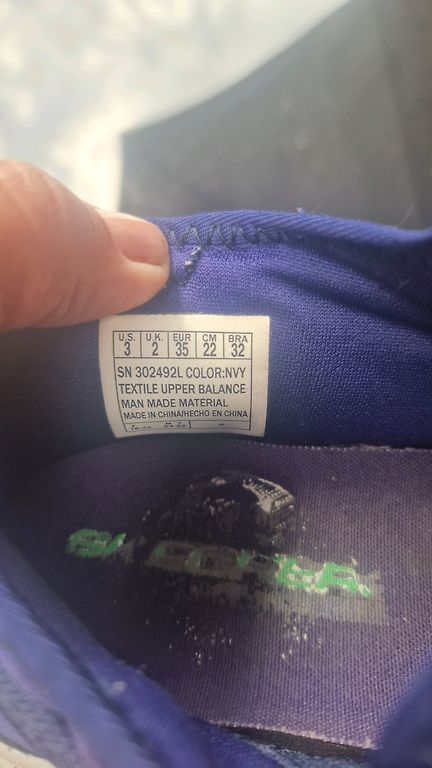 U.S. U.K. EUR CM BRA
3 2 35 22 32
SN 302492L COLOR:NVY
TEXTILE UPPER BALANCE
MAN MADE MATERIAL
MADE IN CHINA/HECHO EN CHINA